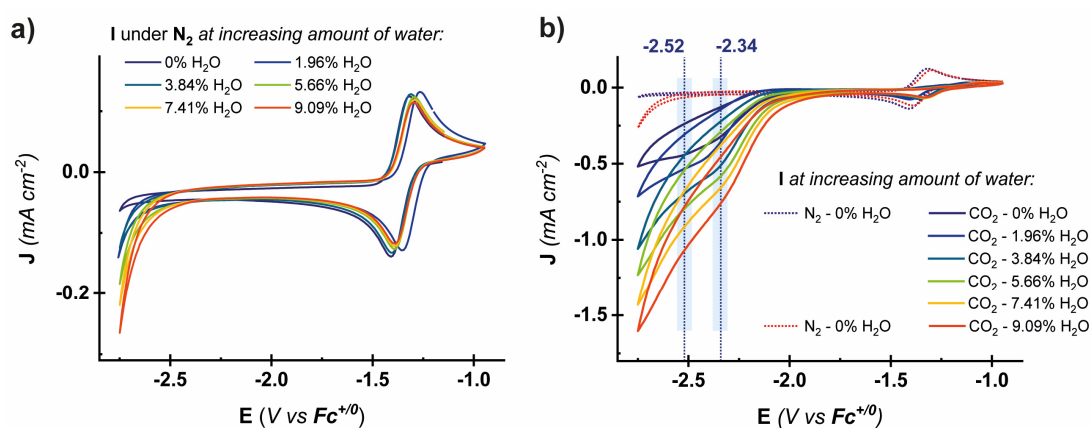 a)
I under N2 at increasing amount of water:
0% H2O
1.96% H2O
3.84% H2O
5.66% H2O
7.41% H2O
9.09% H2O
J (mA cm-2)
0.0
-0.2
-2.5
-2.0
-1.5
-1.0
E (V vs Fc+/0)
b)
-2.52
-2.34
J (mA cm-2)
0.0
-0.5
-1.0
-1.5
I at increasing amount of water:
N2 - 0% H2O
CO2 - 0% H2O
CO2 - 1.96% H2O
CO2 - 3.84% H2O
CO2 - 5.66% H2O
CO2 - 7.41% H2O
N2 - 0% H2O
CO2 - 9.09% H2O
-2.5
-2.0
-1.5
-1.0
E (V vs Fc+/0)